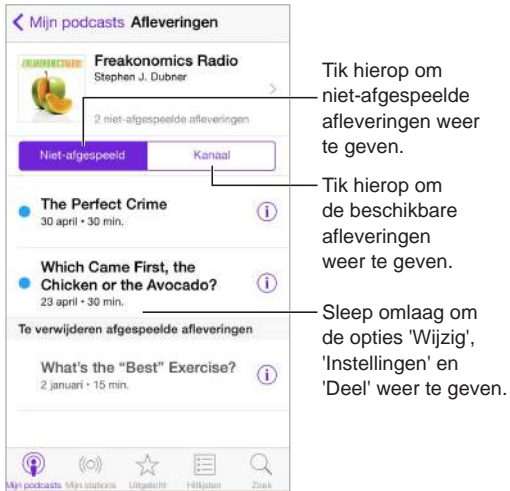 Mijn podcasts Afleveringen
FREAKONOMICS RADIO
Freakonomics Radio
Stephen J. Dubner
2 niet-afgespeelde afleveringen
Niet-afgespeeld
Kanaal
The Perfect Crime
30 april • 30 min.
Which Came First, the
Chicken or the Avocado?
23 april • 30 min.
Te verwijderen afgespeelde afleveringen
What's the “Best” Exercise?
2 januari • 15 min.
Mijn podcasts
Mijn stations
Uitgelicht
Hitlijsten
Zoek
Tik hierop om
niet-afgespeelde
afleveringen weer
te geven.
Tik hierop om
de beschikbare
afleveringen
weer te geven.
Sleep omlaag om
de opties 'Wijzig',
'Instellingen' en
'Deel' weer te geven.